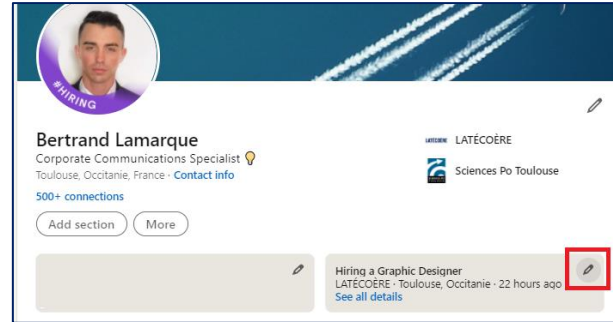 #HIRING
Bertrand Lamarque
Corporate Communications Specialist
Toulouse, Occitanie, France · Contact info
500+ connections
Add section
More
LATÉCOÈRE
LATÉCOÈRE
Sciences Po Toulouse
Hiring a Graphic Designer
LATÉCOÈRE · Toulouse, Occitanie · 22 hours ago
See all details